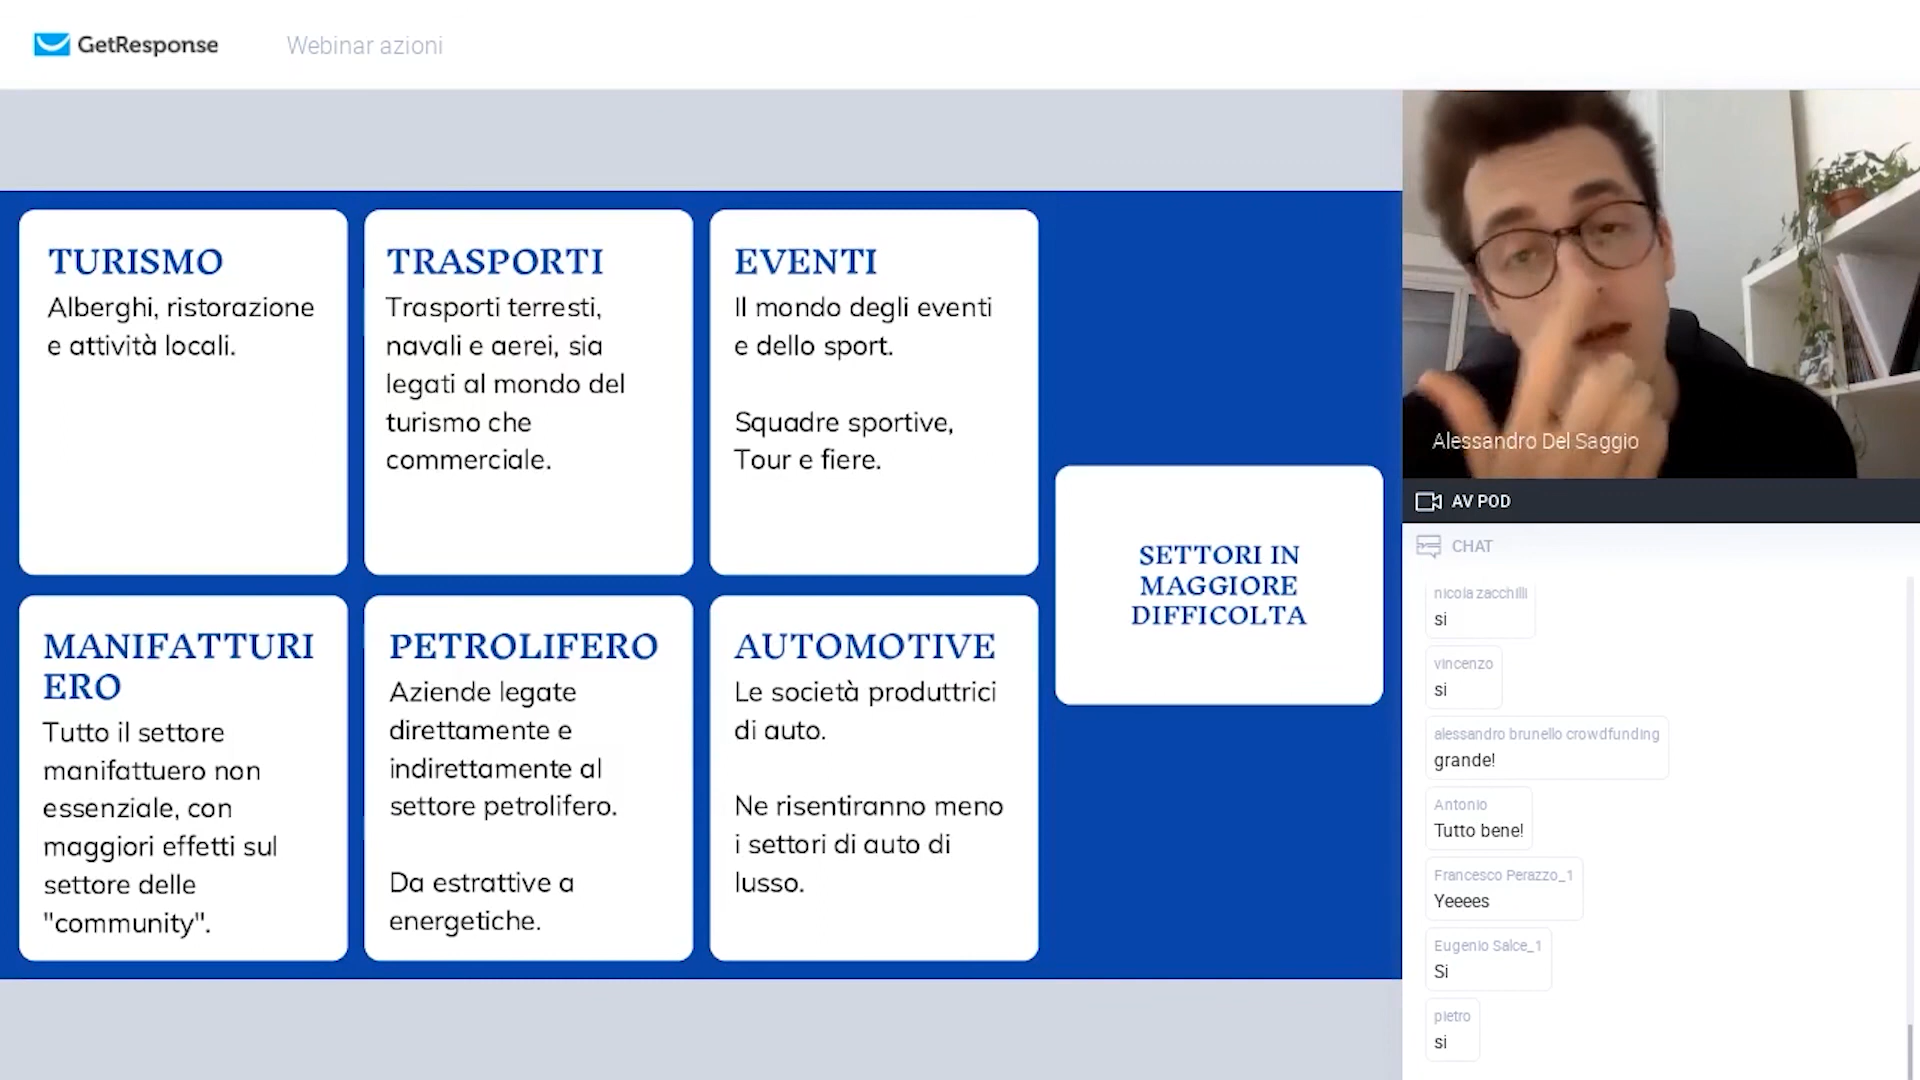 GetResponse
Webinar azioni
TURISMO
Alberghi, ristorazione
e attività locali.
TRASPORTI
Trasporti terresti,
navali e aerei, sia
legati al mondo del
turismo che
commerciale.
EVENTI
Il mondo degli eventi
e dello sport.
Squadre sportive,
Tour e fiere.
MANIFATTURI
ERO
Tutto il settore
manifattuero non
essenziale, con
maggiori effetti sul
settore delle
"community".
PETROLIFERO
Aziende legate
direttamente e
indirettamente al
settore petrolifero.
Da estrattive a
energetiche.
AUTOMOTIVE
Le società produttrici
di auto.
Ne risentiranno meno
i settori di auto di
lusso.
SETTORI IN
MAGGIORE
DIFFICOLTA
Alessandro Del Saggio
AV POD
CHAT
nicola zacchilli
si
vincenzo
si
alessandro brunello crowdfunding
grande!
Antonio
Tutto bene!
Francesco Perazzo_1
Yeeees
Eugenio Salce_1
Si
pietro
si